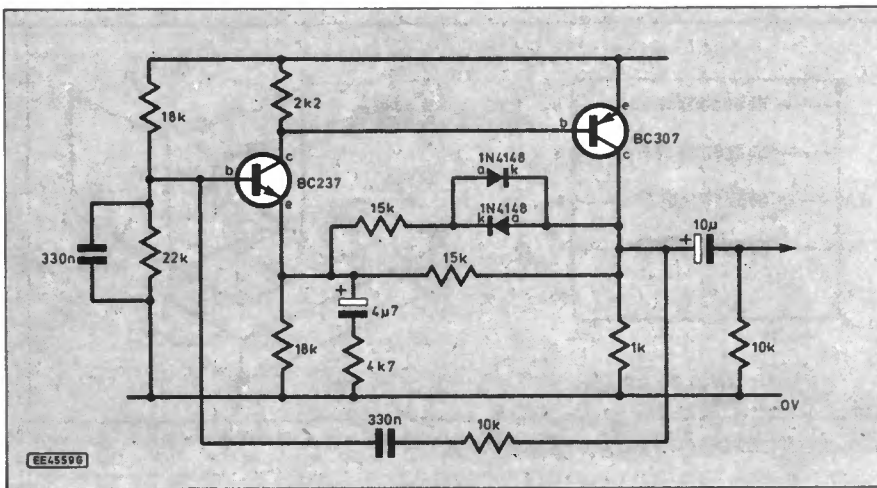 18k
2k2
e
b
BC307
c
1N4148
a k
b
c
BC237
e
1N4148
k a
15k
10µ
+
330n
22k
15k
+
4µ7
18k
4k7
1k
10k
0V
330n
10k
EE4559G